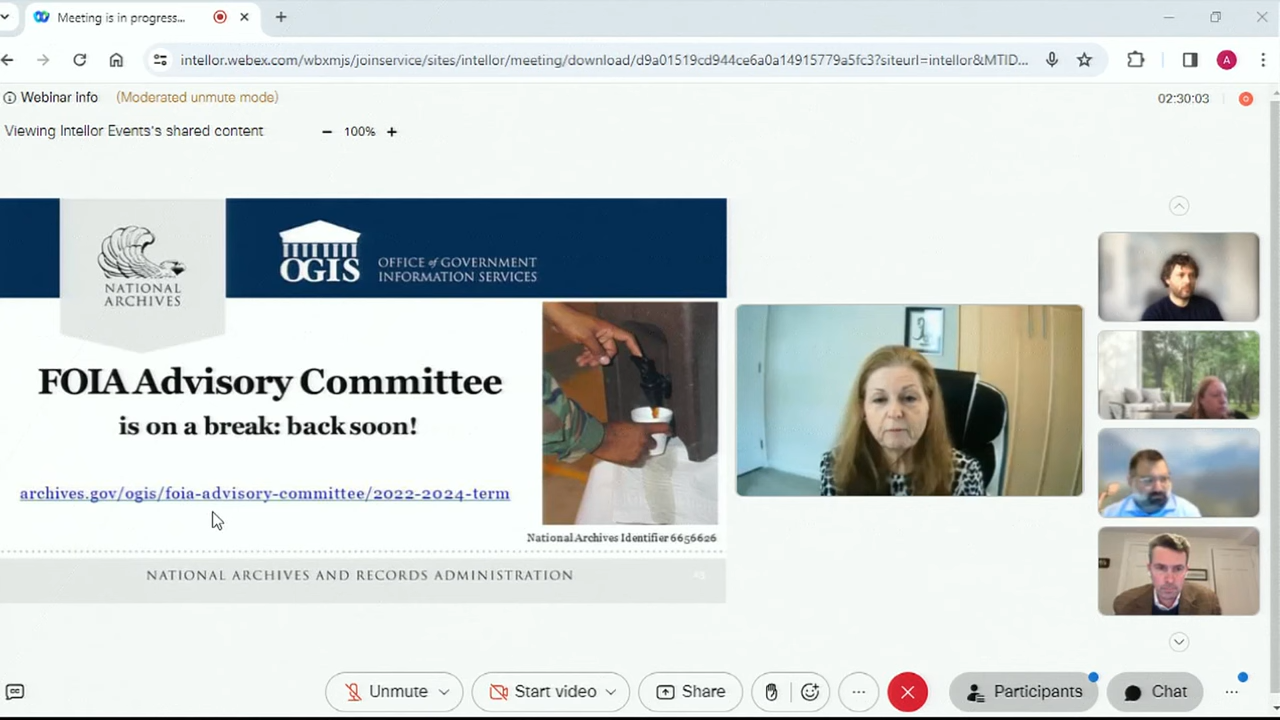 Meeting is in progress...
intellor.webex.com/wbxmjs/joinservice/sites/intellor/meeting/download/d9a01519cd944ce6a0a14915779a5fc3?siteurl=intellor&MTID...
A
Webinar info (Moderated unmute mode)
02:30:03
Viewing Intellor Events's shared content
100%
NATIONAL
ARCHIVES
OGIS
OFFICE of GOVERNMENT
INFORMATION SERVICES
FOIA Advisory Committee
is on a break: back soon!
archives.gov/ogis/foia-advisory-committee/2022-2024-term
National Archives Identifier 6656626
NATIONAL ARCHIVES AND RECORDS ADMINISTRATION
Unmute
Start video
Share
Participants
Chat